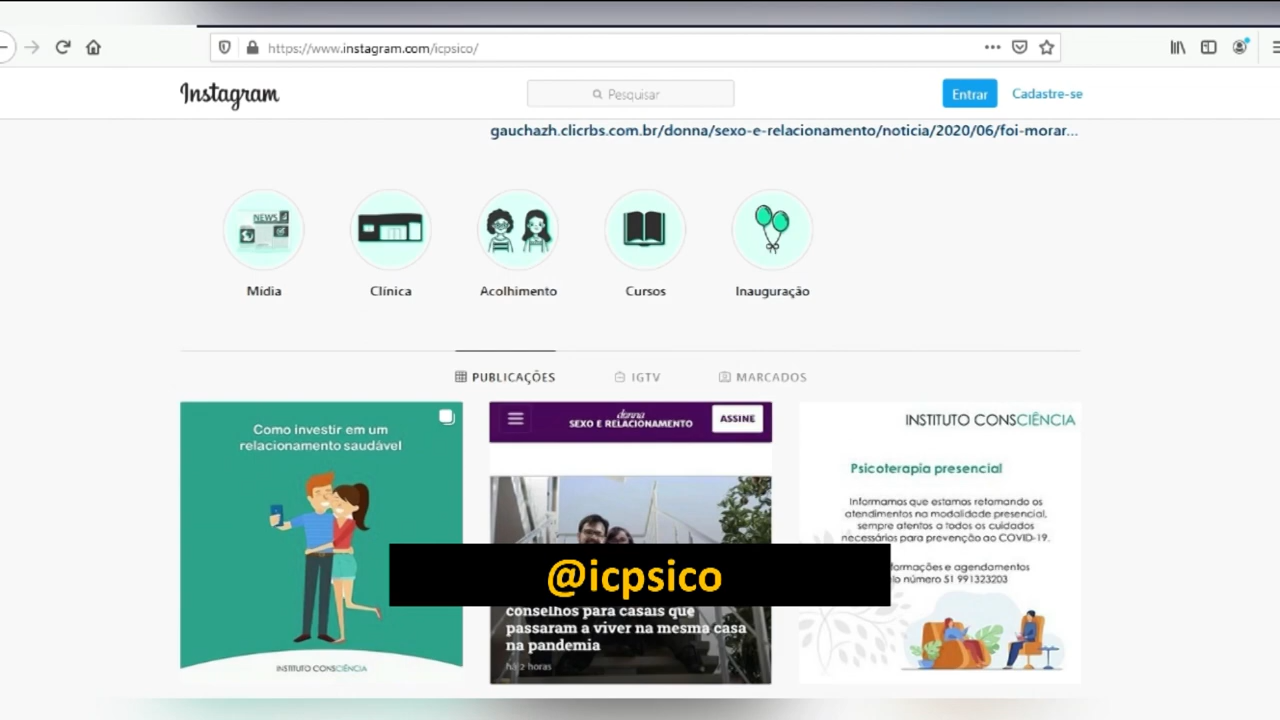 https://www.instagram.com/icpsico/
Instagram
Pesquisar
Entrar
Cadastre-se
gauchazh.clicrbs.com.br/donna/sexo-e-relacionamento/noticia/2020/06/foi-morar...
NEWS
Mídia
Clínica
Acolhimento
Cursos
Inauguração
PUBLICAÇÕES
IGTV
MARCADOS
Como investir em um
relacionamento saudável
INSTITUTO CONSCIÊNCIA
donna
SEXO E RELACIONAMENTO
ASSINE
conselhos para casais que
passaram a viver na mesma casa
na pandemia
há 2 horas
INSTITUTO CONSCIÊNCIA
Psicoterapia presencial
Informamos que estamos retomando os
atendimentos na modalidade presencial,
sempre atentos a todos os cuidados
necessários para prevenção ao COVID-19.
formações e agendamentos
lo número 51 991323203
@icpsico